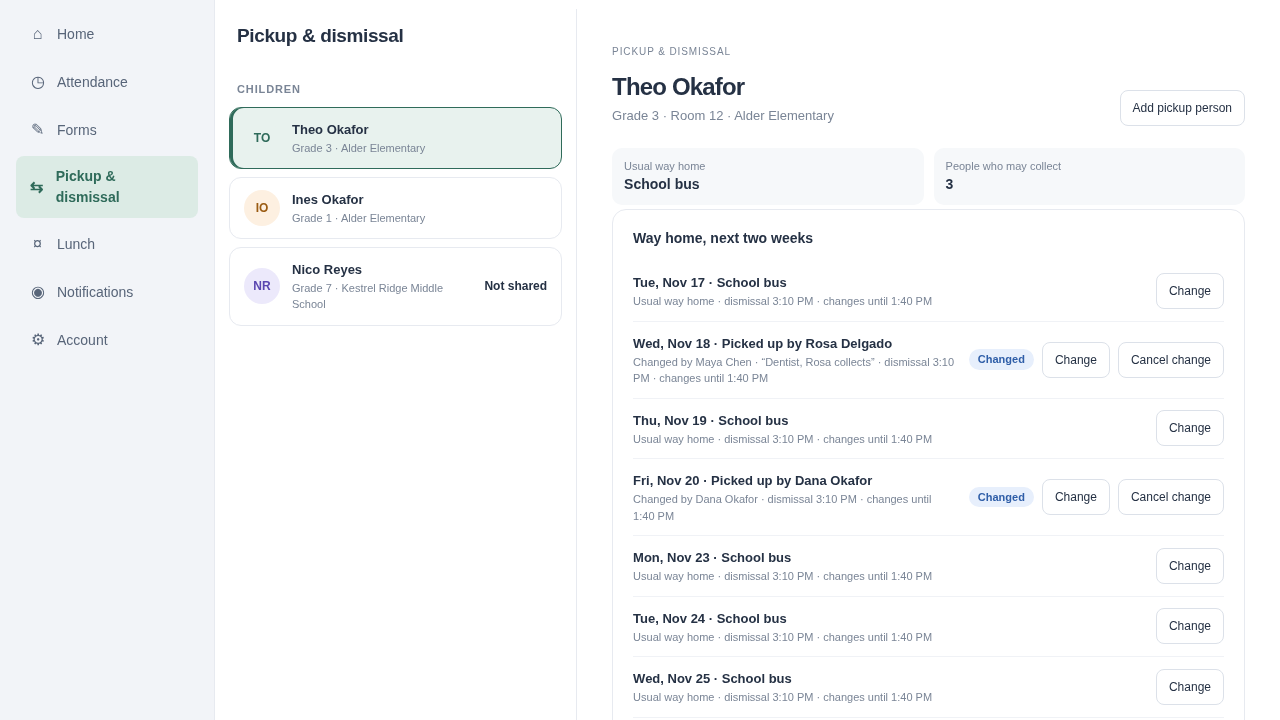 Home
Attendance
Forms
Pickup &
dismissal
Lunch
Notifications
Account
Pickup & dismissal
CHILDREN
TO
Theo Okafor
Grade 3 · Alder Elementary
IO
Ines Okafor
Grade 1 · Alder Elementary
NR
Nico Reyes
Grade 7 · Kestrel Ridge Middle
School
Not shared
PICKUP & DISMISSAL
Theo Okafor
Grade 3 · Room 12 · Alder Elementary
Add pickup person
Usual way home
School bus
People who may collect
3
Way home, next two weeks
Tue, Nov 17 · School bus
Usual way home · dismissal 3:10 PM · changes until 1:40 PM
Change
Wed, Nov 18 · Picked up by Rosa Delgado
Changed by Maya Chen · “Dentist, Rosa collects” · dismissal 3:10
PM · changes until 1:40 PM
Changed
Change
Cancel change
Thu, Nov 19 · School bus
Usual way home · dismissal 3:10 PM · changes until 1:40 PM
Change
Fri, Nov 20 · Picked up by Dana Okafor
Changed by Dana Okafor · dismissal 3:10 PM · changes until
1:40 PM
Changed
Change
Cancel change
Mon, Nov 23 · School bus
Usual way home · dismissal 3:10 PM · changes until 1:40 PM
Change
Tue, Nov 24 · School bus
Usual way home · dismissal 3:10 PM · changes until 1:40 PM
Change
Wed, Nov 25 · School bus
Usual way home · dismissal 3:10 PM · changes until 1:40 PM
Change